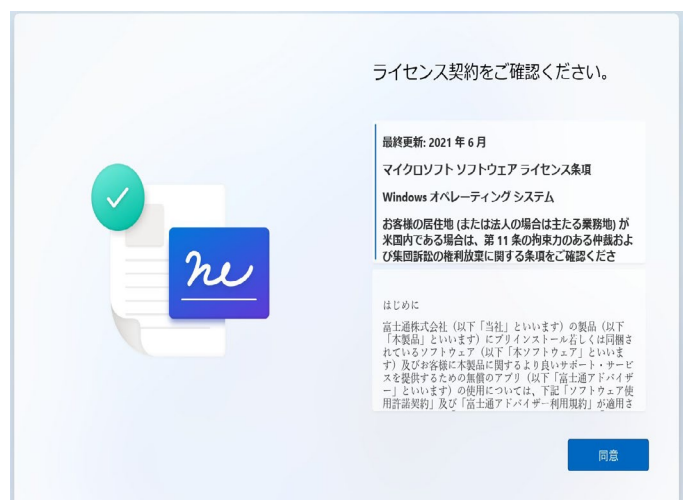 ライセンス契約をご確認ください。
最終更新: 2021 年 6 月
マイクロソフト ソフトウェア ライセンス条項
Windows オペレーティング システム
お客様の居住地 (または法人の場合は主たる業務地) が
米国内である場合は、第 11 条の拘束力のある仲裁およ
び集団訴訟の権利放棄に関する条項をご確認くださ
はじめに
富士通株式会社（以下「当社」といいます）の製品（以下
「本製品」といいます）にプリインストール若しくは同梱さ
れているソフトウェア（以下「本ソフトウェア」といいま
す）及びお客様に本製品に関するより良いサポート・サービ
スを提供するための無償のアプリ（以下「富士通アドバイザ
ー」といいます）の使用については、下記「ソフトウェア使
用許諾契約」及び「富士通アドバイザー利用規約」が適用さ
同意